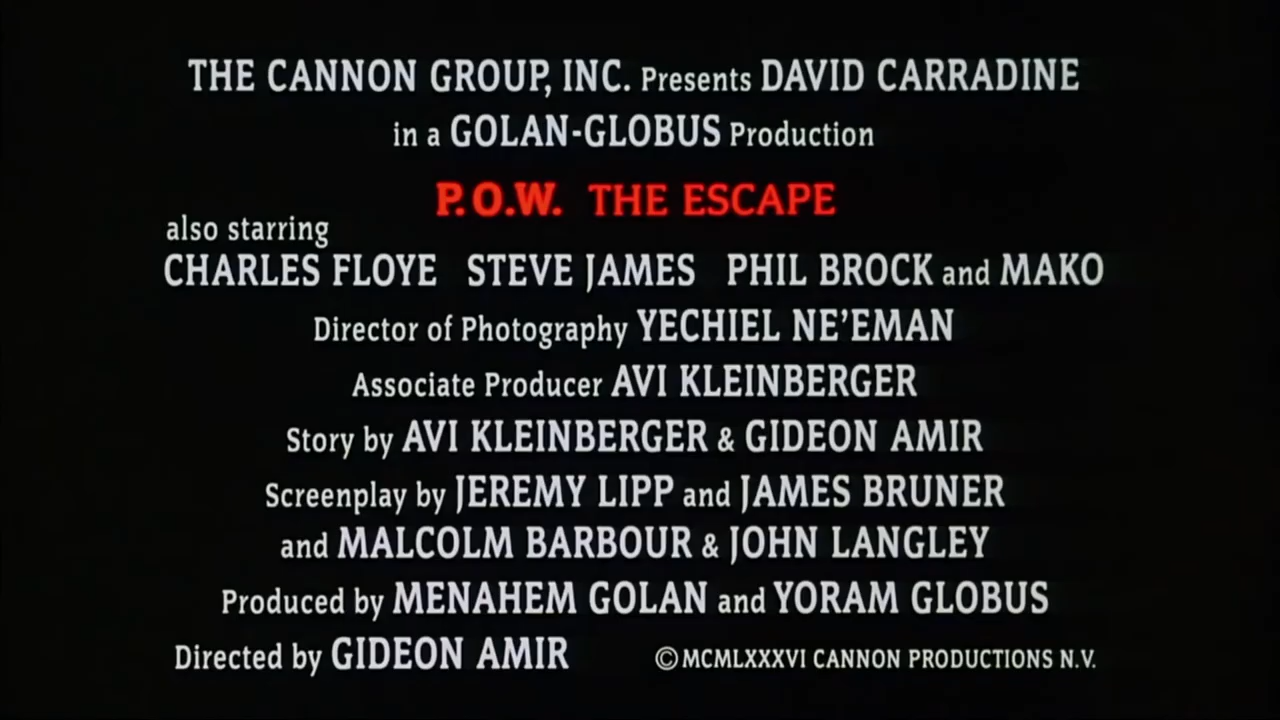 THE CANNON GROUP, INC. Presents DAVID CARRADINE
in a GOLAN-GLOBUS Production
P.O.W. THE ESCAPE
also starring
CHARLES FLOYE STEVE JAMES PHIL BROCK and MAKO
Director of Photography YECHIEL NE'EMAN
Associate Producer AVI KLEINBERGER
Story by AVI KLEINBERGER & GIDEON AMIR
Screenplay by JEREMY LIPP and JAMES BRUNER
and MALCOLM BARBOUR & JOHN LANGLEY
Produced by MENAHEM GOLAN and YORAM GLOBUS
Directed by GIDEON AMIR ©MCMLXXXVI CANNON PRODUCTIONS N.V.